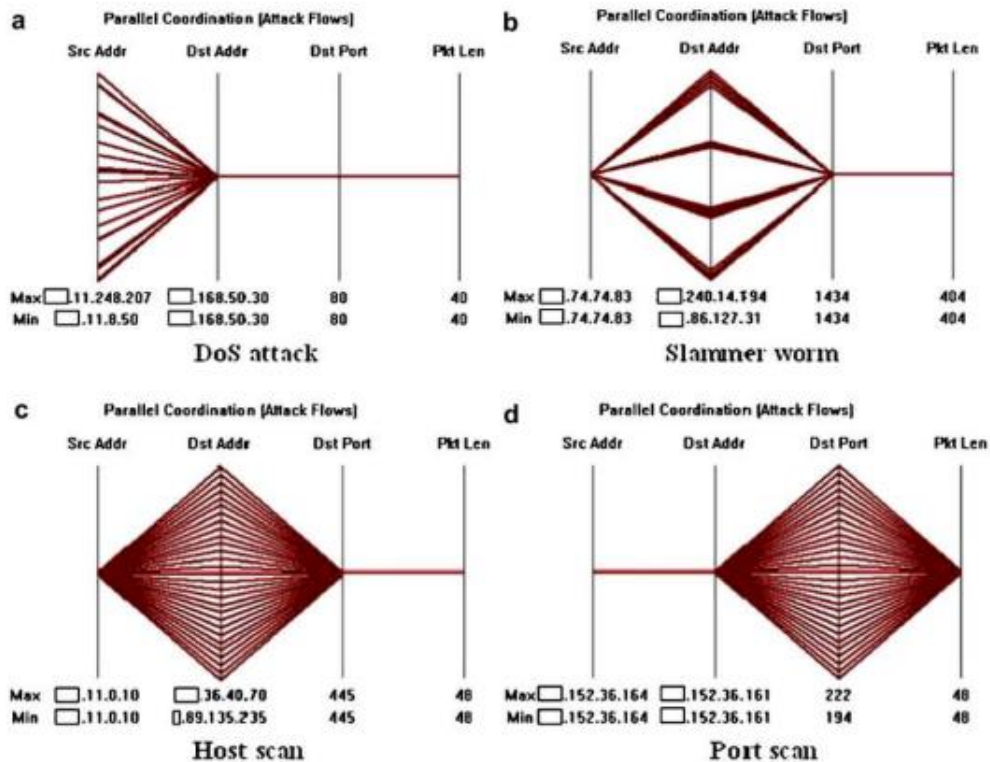 a
Parallel Coordination (Attack Flows)
Src Addr Dst Addr Dst Port Pkt Len
Max .11.248.207 .168.50.30 80 40
Min .11.8.50 .168.50.30 80 40
DoS attack
b
Parallel Coordination (Attack Flows)
Src Addr Dst Addr Dst Port Pkt Len
Max .74.74.83 .240.14.194 1434 404
Min .74.74.83 .86.127.31 1434 404
Slammer worm
c
Parallel Coordination (Attack Flows)
Src Addr Dst Addr Dst Port Pkt Len
Max .11.0.10 36.40.70 445 48
Min .11.0.10 .89.135.235 445 48
Host scan
d
Parallel Coordination (Attack Flows)
Src Addr Dst Addr Dst Port Pkt Len
Max .152.36.164 .152.36.161 222 48
Min .152.36.164 .152.36.161 194 48
Port scan